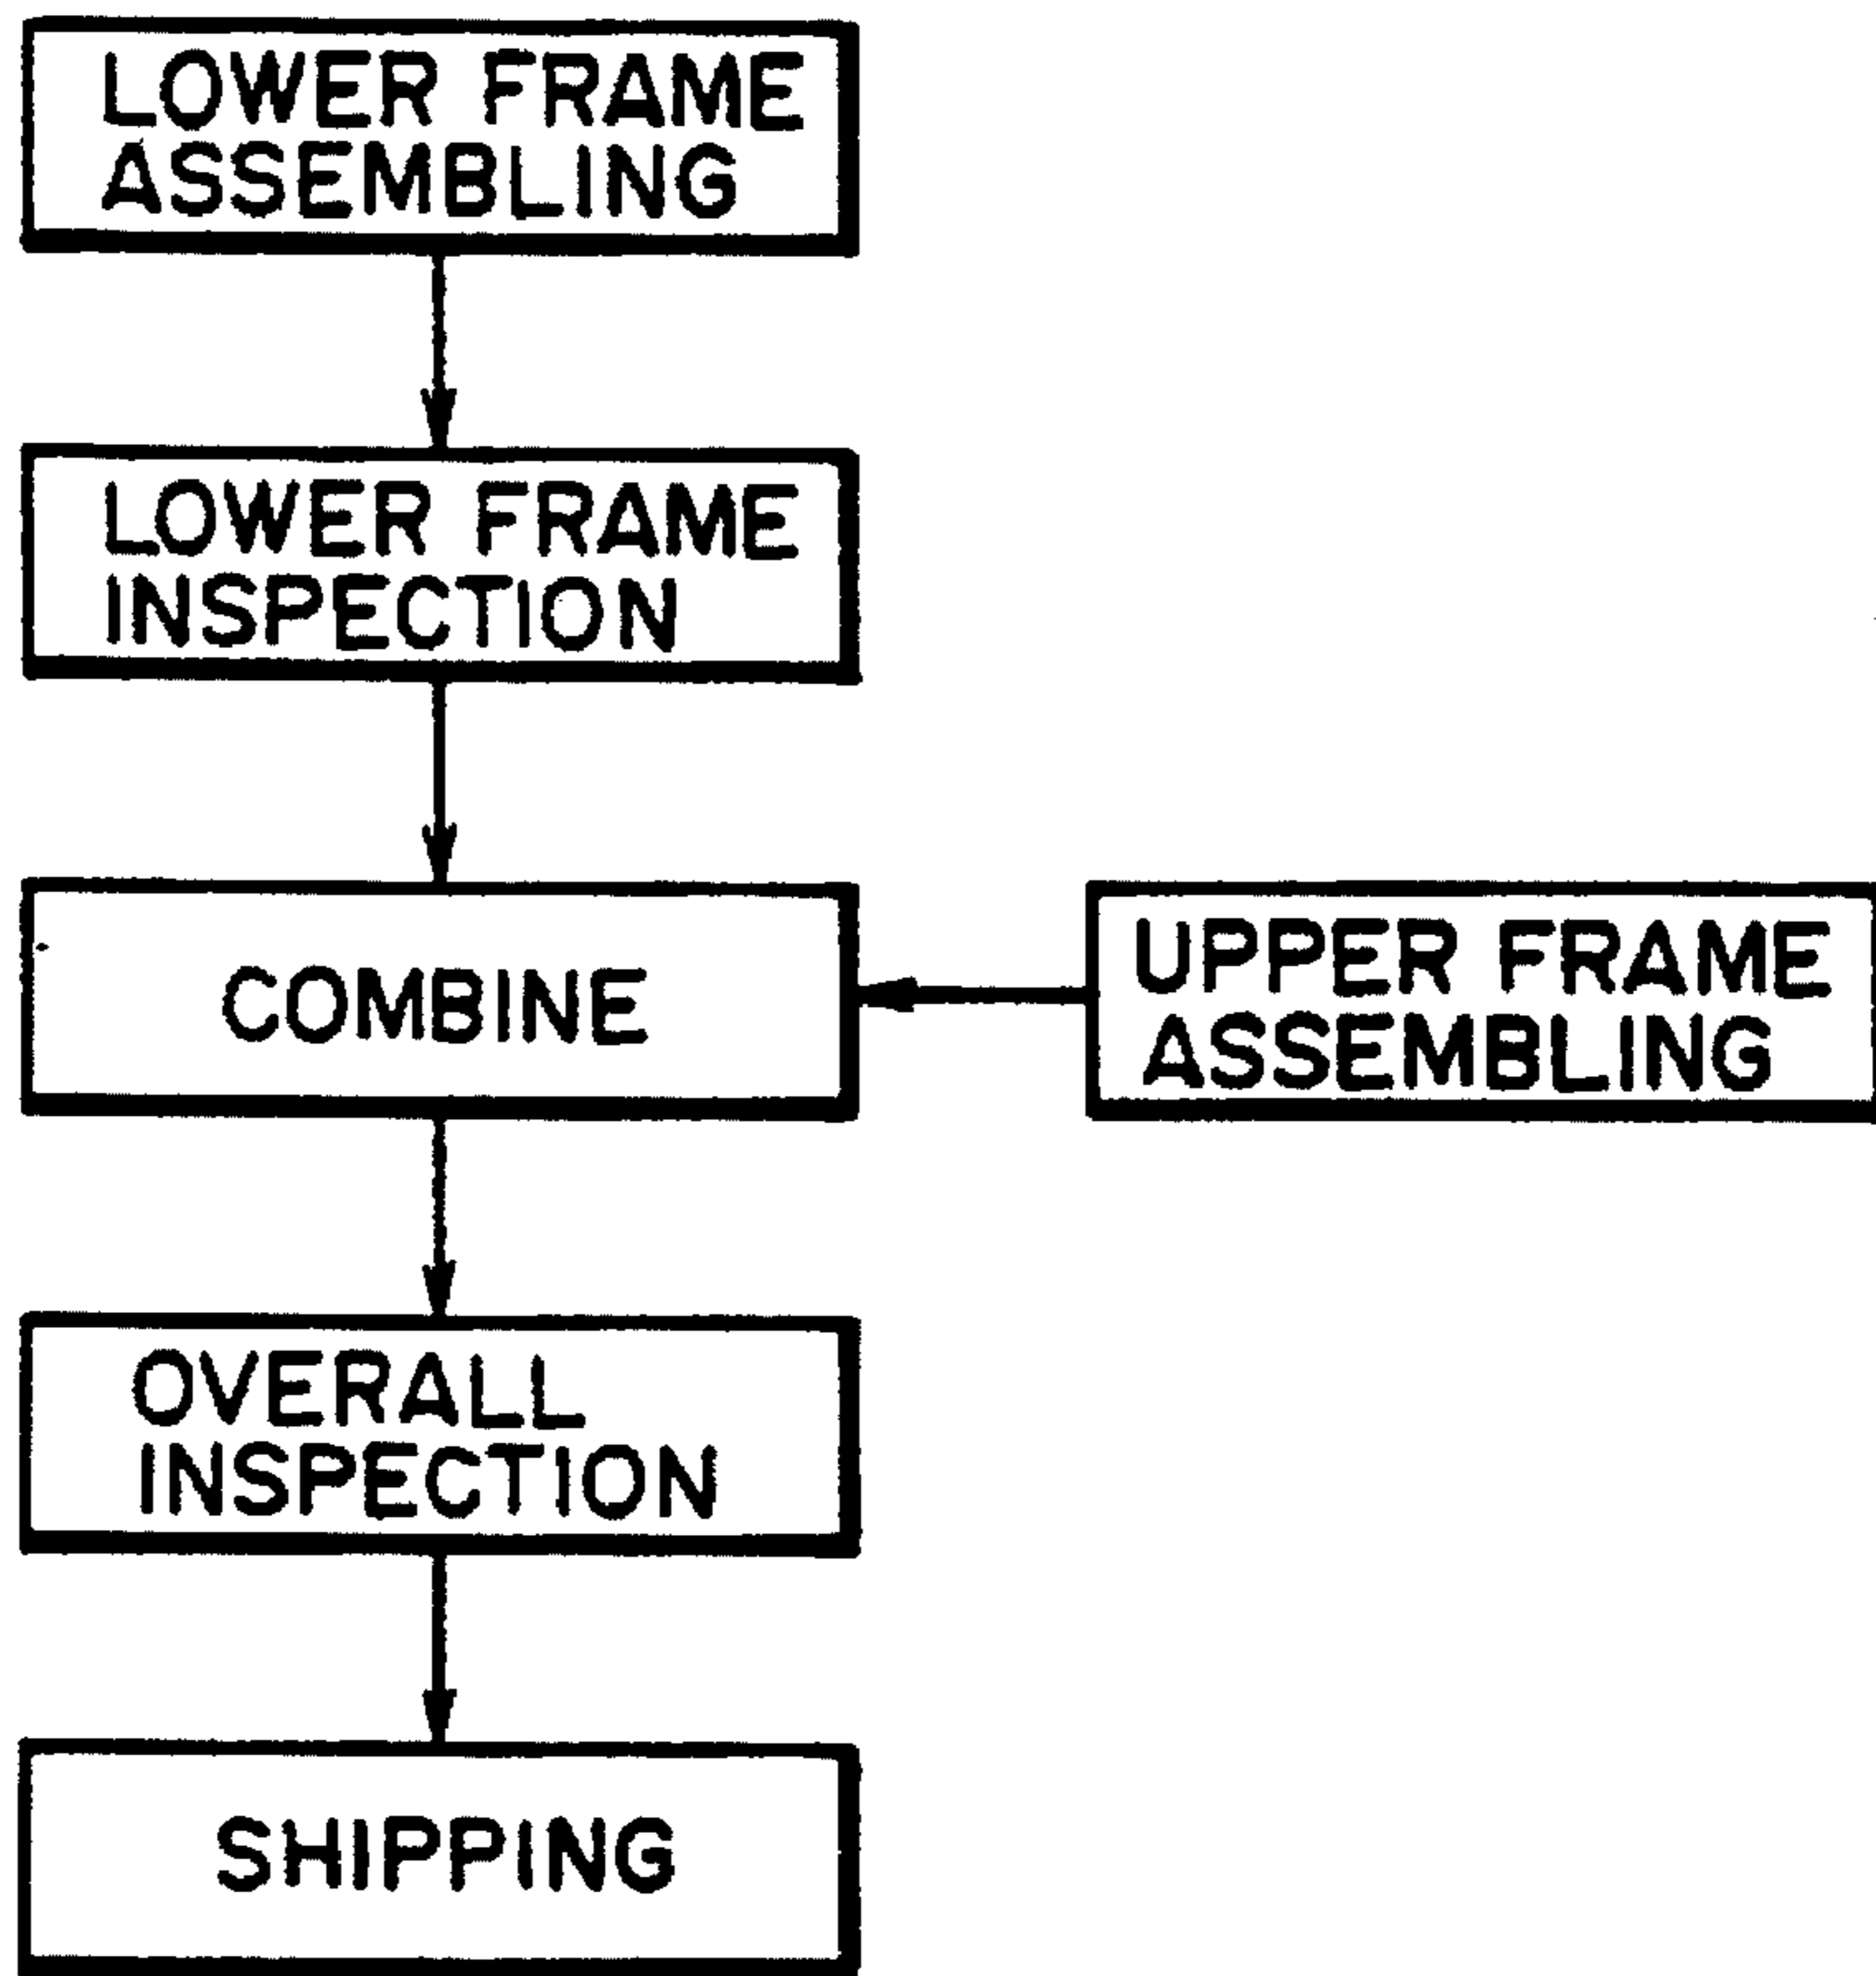 LOWER FRAME
ASSEMBLING
LOWER FRAME
INSPECTION
COMBINE
UPPER FRAME
ASSEMBLING
OVERALL
INSPECTION
SHIPPING